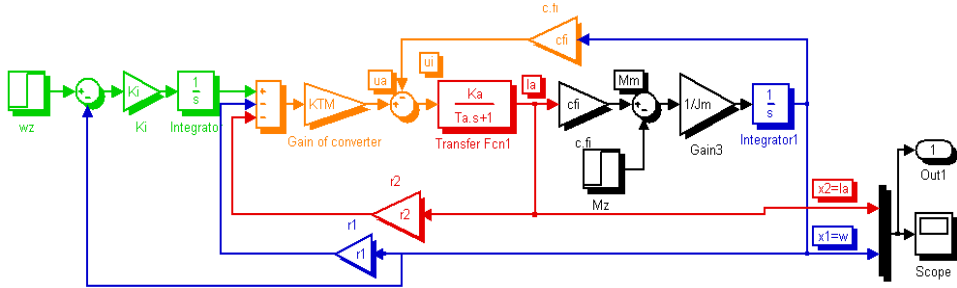 c.fi
cfi
ua
ui
Ia
Mm
wz
Ki
Ki
1
s
Integrator
+
-
-
KTM
Gain of converter
+
-
Ka
Ta.s+1
Transfer Fcn1
cfi
c.fi
+
-
Mz
1/Jm
Gain3
1
s
Integrator1
r2
r2
r1
r1
x2=Ia
x1=w
1
Out1
Scope